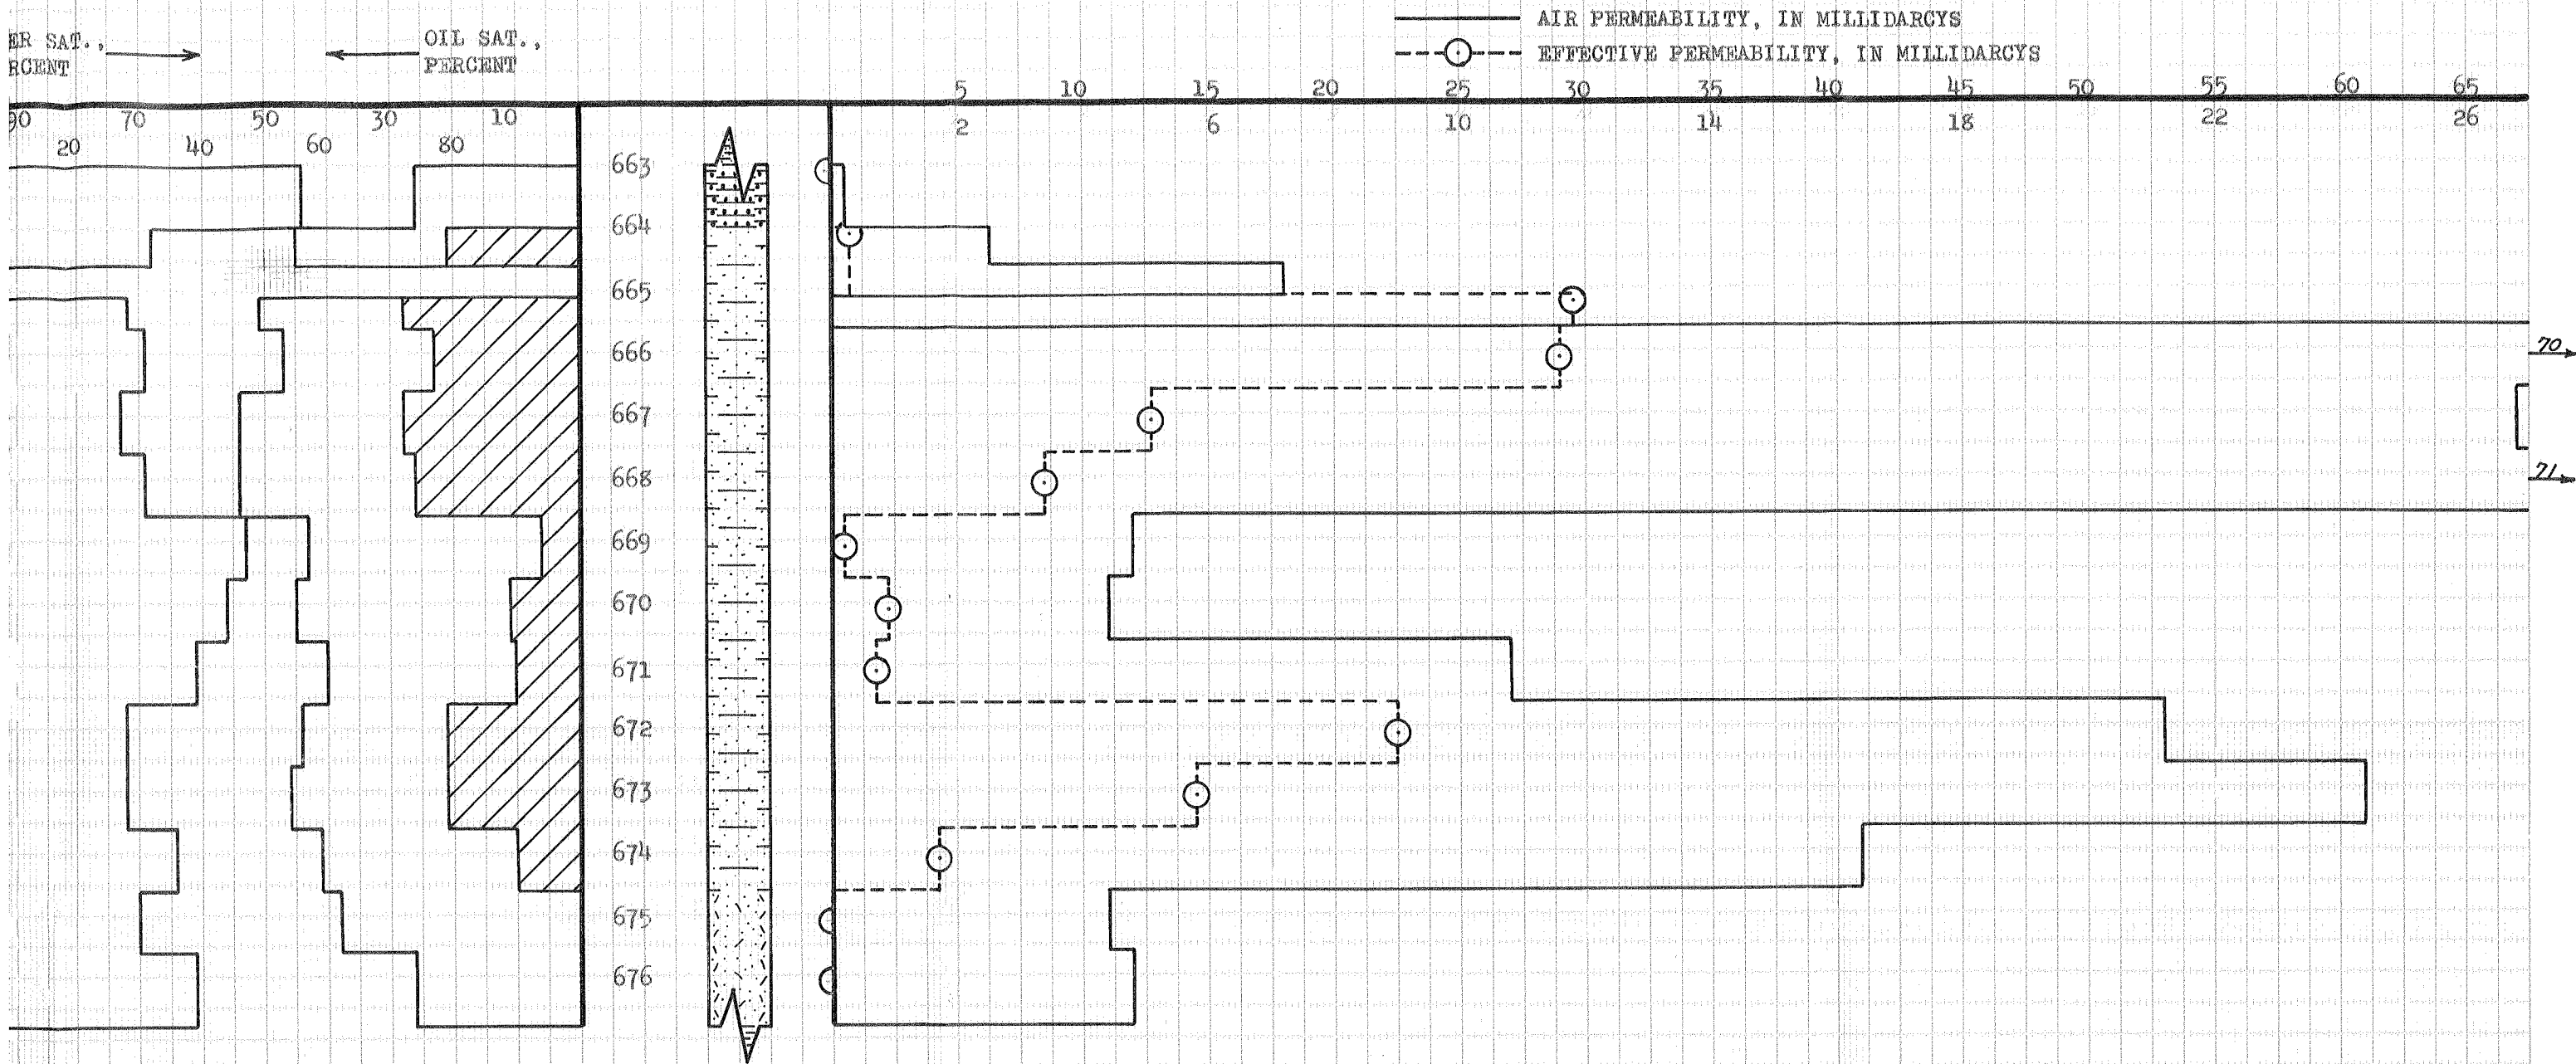 AIR PERMEABILITY, IN MILLIDARCYS
ER SAT.,
RCENT
OIL SAT.,
PERCENT
EFFECTIVE PERMEABILITY, IN MILLIDARCYS
5 10 15 20 25 30 35 40 45 50 55 60 65
90 70 50 30 10
2 6 10 14 18 22 26
20 40 60 80
663
664
665
666
70
667
668
71
669
670
671
672
673
674
675
676